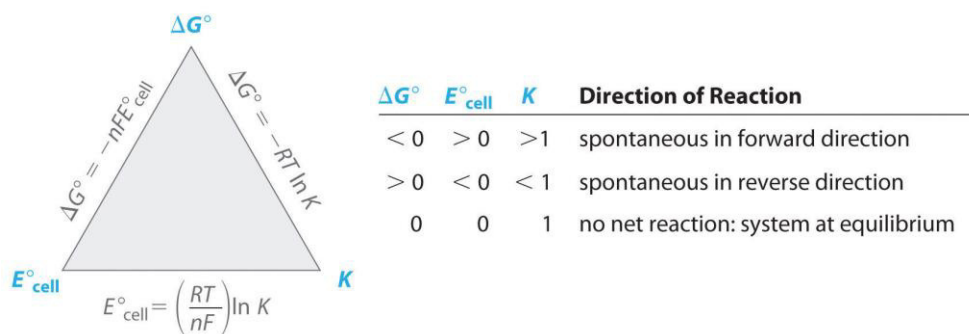 ΔG°
ΔG° = −nFE°cell
ΔG° = −RT ln K
E°cell
K
E°cell = (RT/nF) ln K
ΔG° E°cell K Direction of Reaction
< 0 > 0 >1 spontaneous in forward direction
> 0 < 0 < 1 spontaneous in reverse direction
0 0 1 no net reaction: system at equilibrium